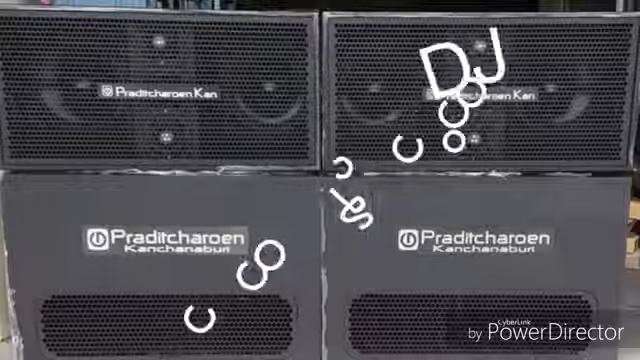 DJ
Praditcharoen Kan
Praditcharoen Kan
Praditcharoen
Kanchanaburi
Praditcharoen
Kanchanaburi
CyberLink
by PowerDirector